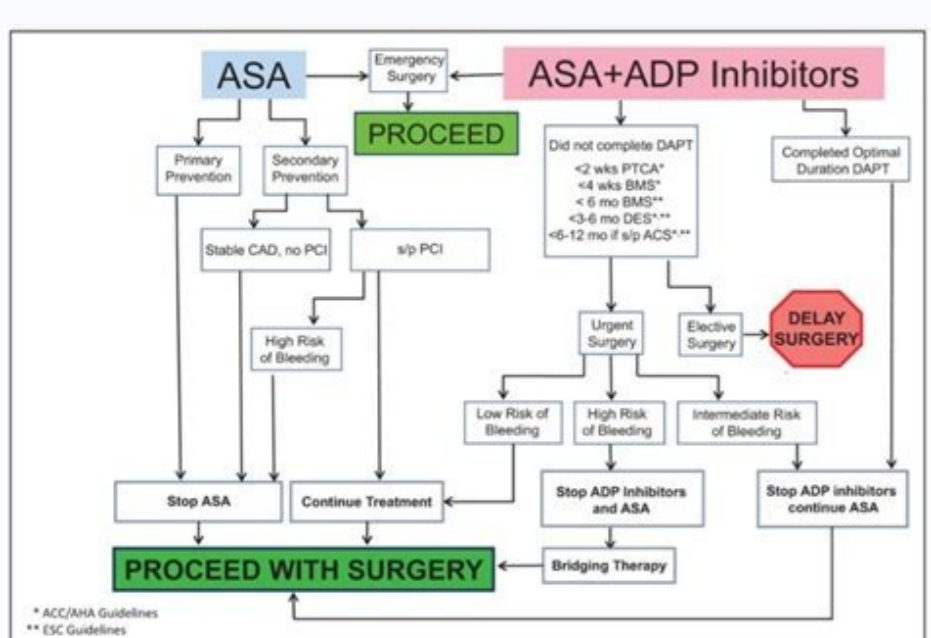 ASA
Emergency
Surgery
ASA+ADP Inhibitors
PROCEED
Primary
Prevention
Secondary
Prevention
Did not complete DAPT
<2 wks PTCA*
<4 wks BMS*
< 6 mo BMS**
<3-6 mo DES*,**
<6-12 mo if s/p ACS*,**
Completed Optimal
Duration DAPT
Stable CAD, no PCI
s/p PCI
High Risk
of Bleeding
Urgent
Surgery
Elective
Surgery
DELAY
SURGERY
Low Risk of
Bleeding
High Risk
of Bleeding
Intermediate Risk
of Bleeding
Stop ASA
Continue Treatment
Stop ADP Inhibitors
and ASA
Stop ADP inhibitors
continue ASA
PROCEED WITH SURGERY
Bridging Therapy
* ACC/AHA Guidelines
** ESC Guidelines